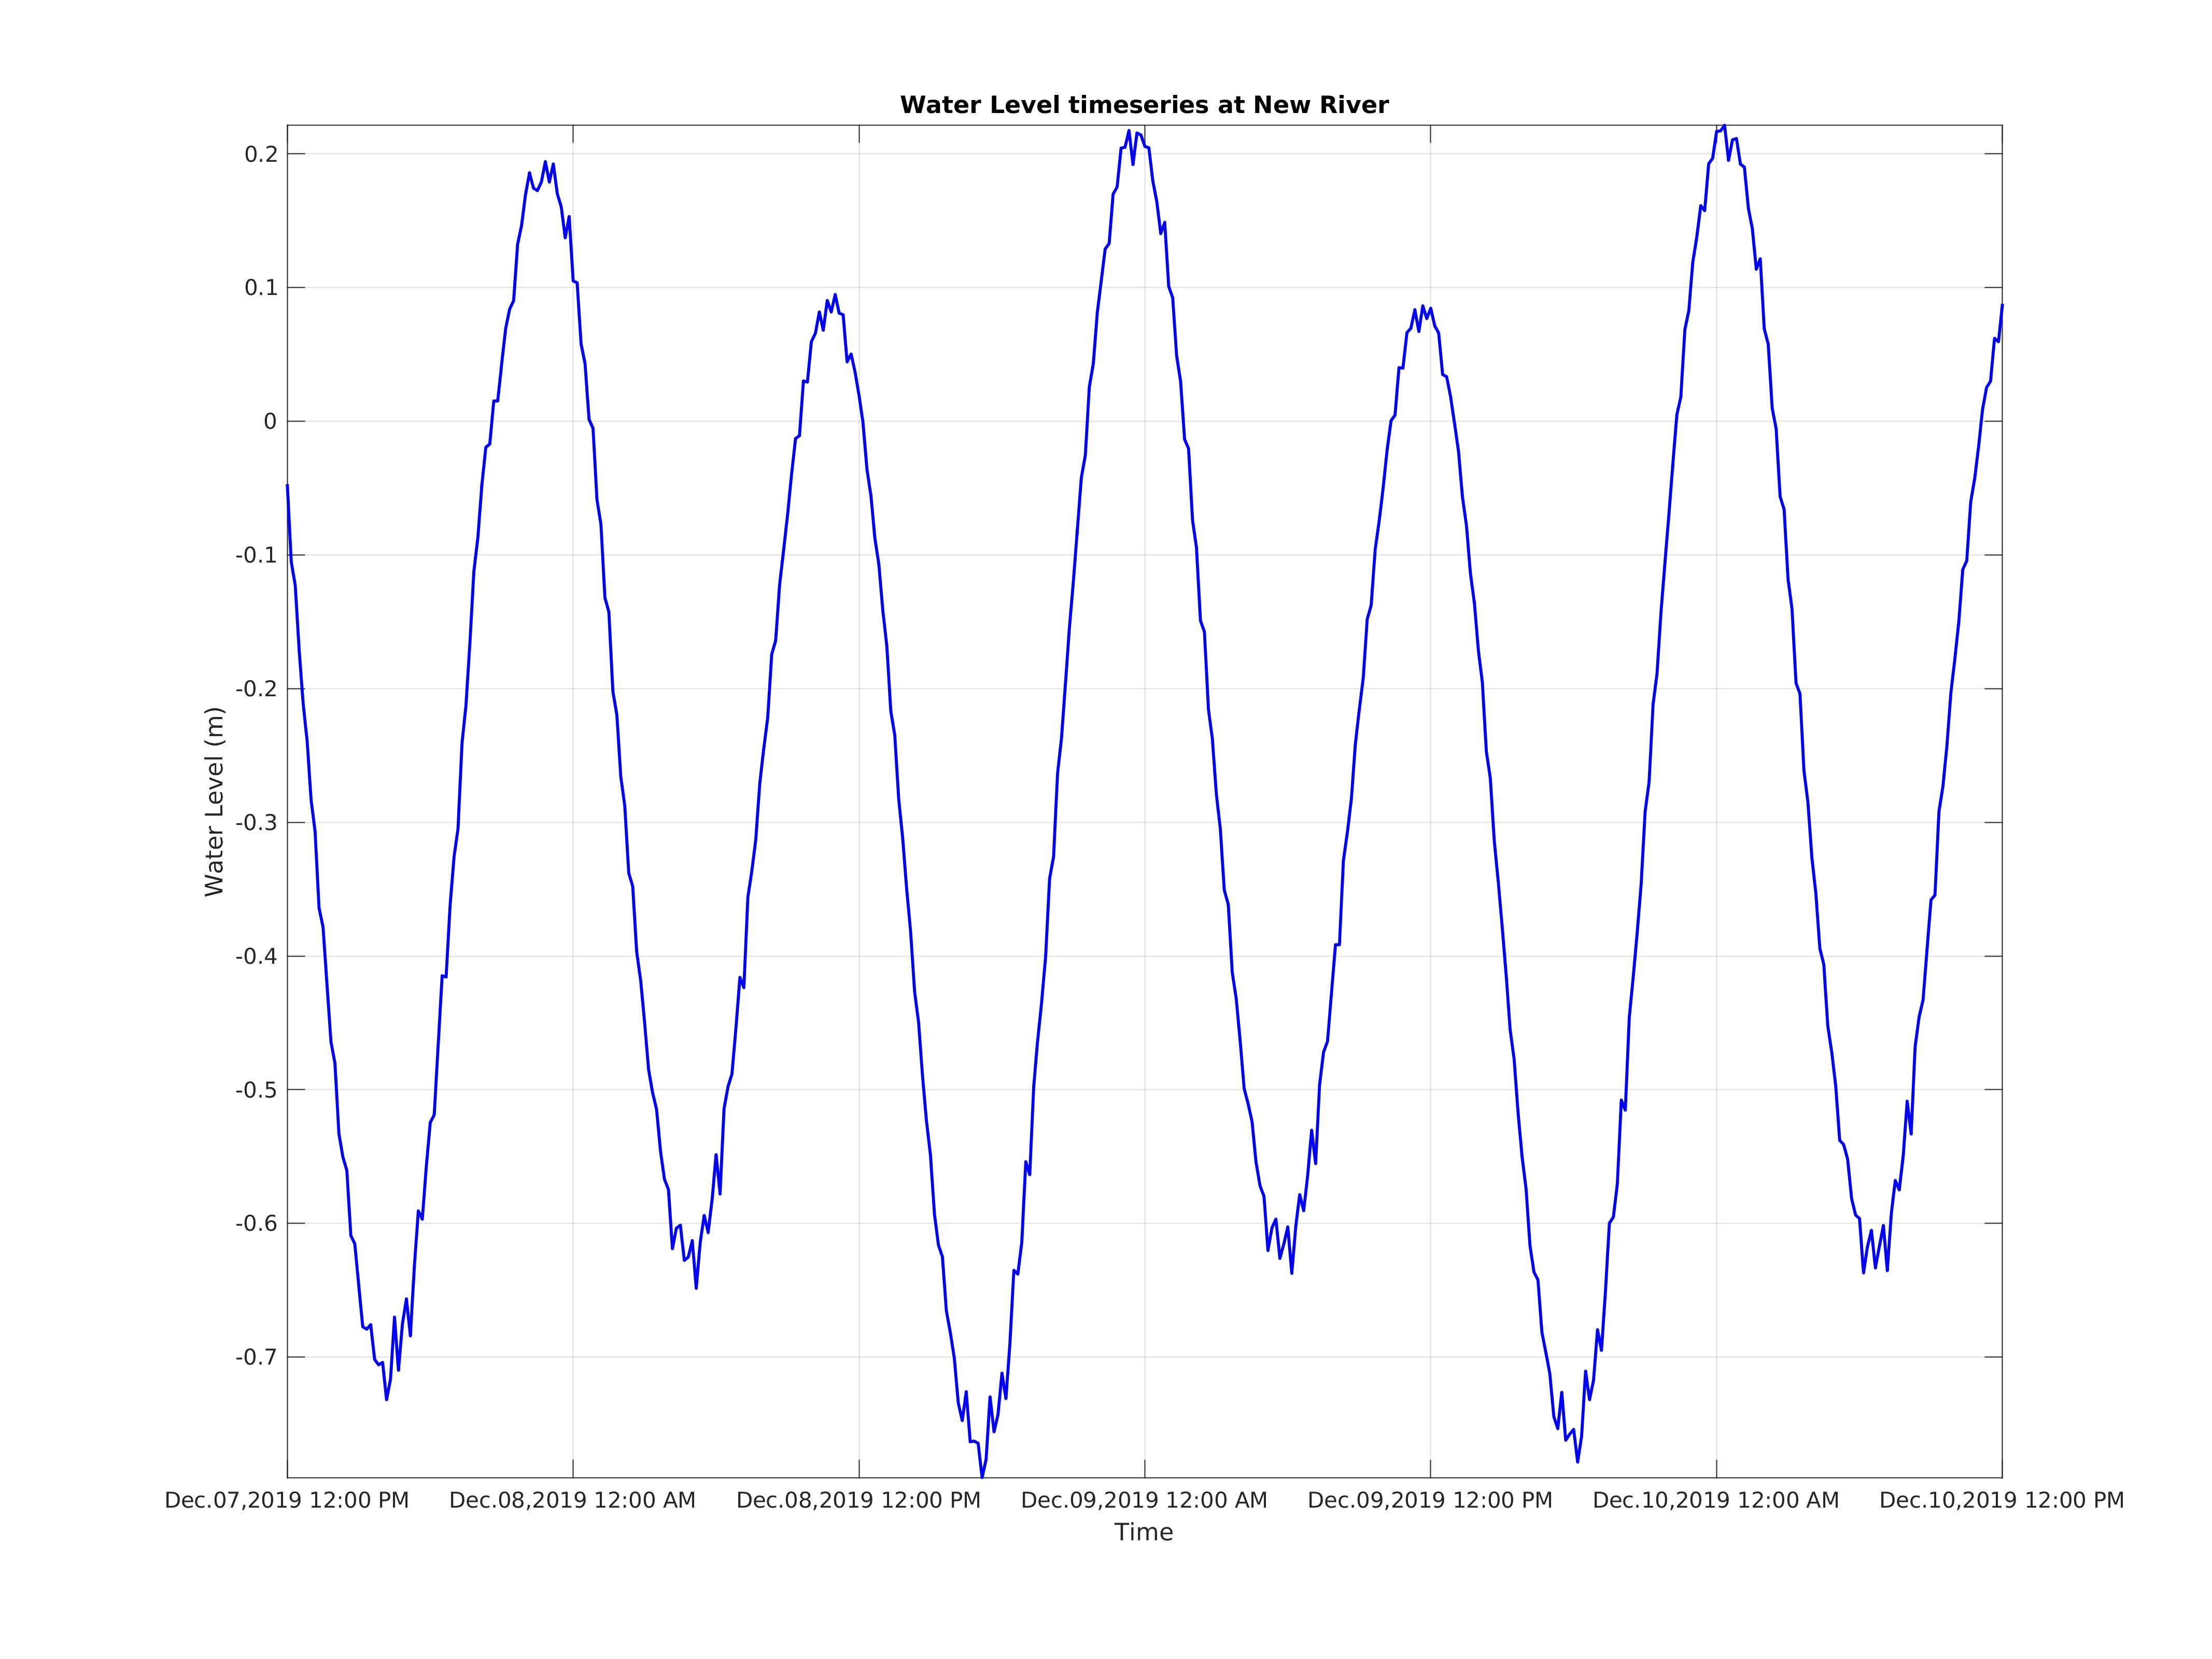 Water Level timeseries at New River
0.2
0.1
0
-0.1
-0.2
-0.3
-0.4
-0.5
-0.6
-0.7
Water Level (m)
Dec.07,2019 12:00 PM Dec.08,2019 12:00 AM Dec.08,2019 12:00 PM Dec.09,2019 12:00 AM Dec.09,2019 12:00 PM Dec.10,2019 12:00 AM Dec.10,2019 12:00 PM
Time